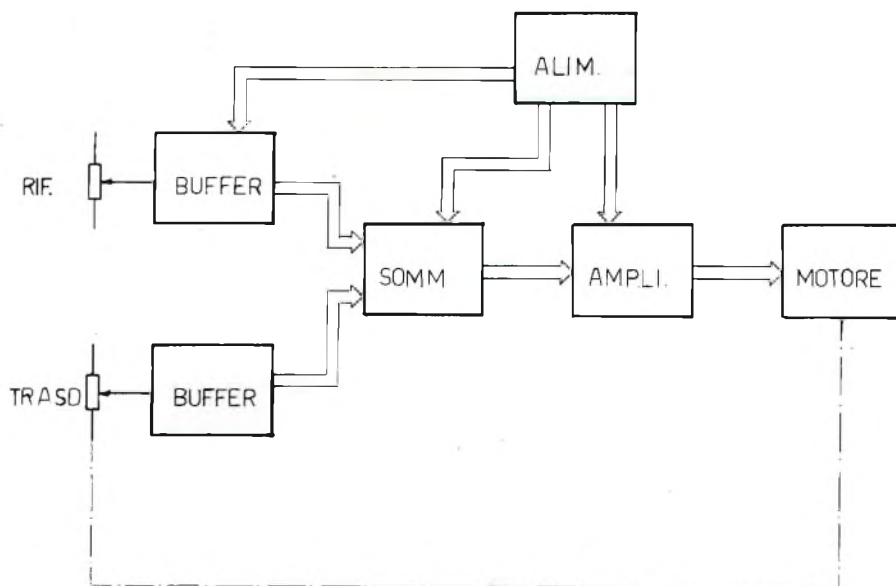 ALIM.
RIF.
BUFFER
SOMM
AMPLI.
MOTORE
TRASD
BUFFER